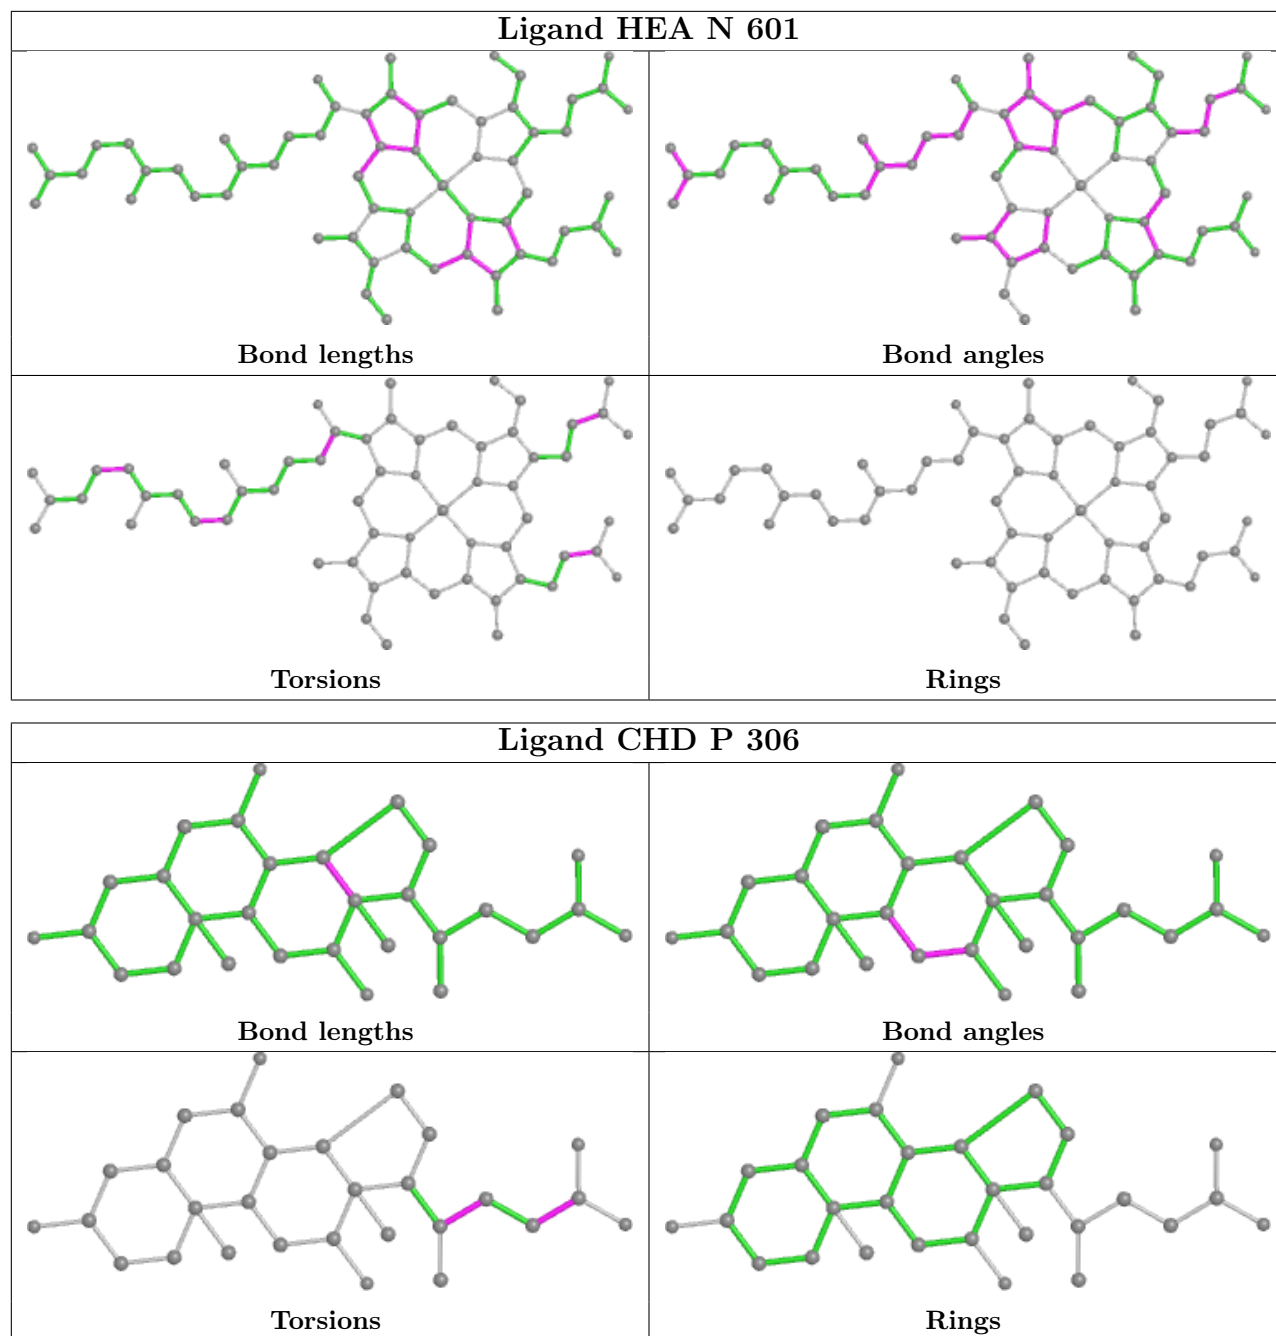 Ligand HEA N 601
Bond lengths
Bond angles
Torsions
Rings
Ligand CHD P 306
Bond lengths
Bond angles
Torsions
Rings